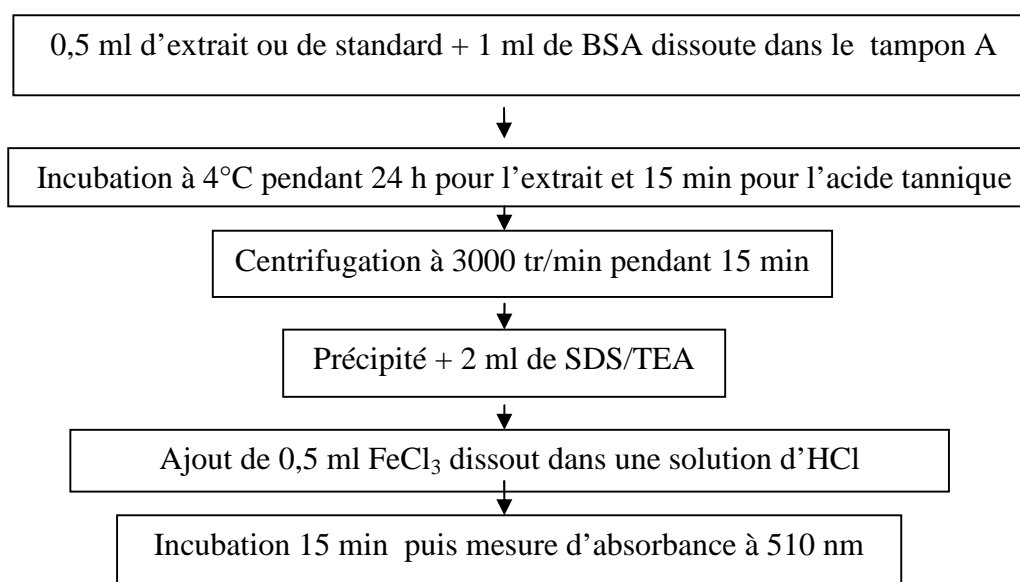 0,5 ml d’extrait ou de standard + 1 ml de BSA dissoute dans le tampon A
Incubation à 4°C pendant 24 h pour l’extrait et 15 min pour l’acide tannique
Centrifugation à 3000 tr/min pendant 15 min
Précipité + 2 ml de SDS/TEA
Ajout de 0,5 ml FeCl₃ dissout dans une solution d’HCl
Incubation 15 min puis mesure d’absorbance à 510 nm